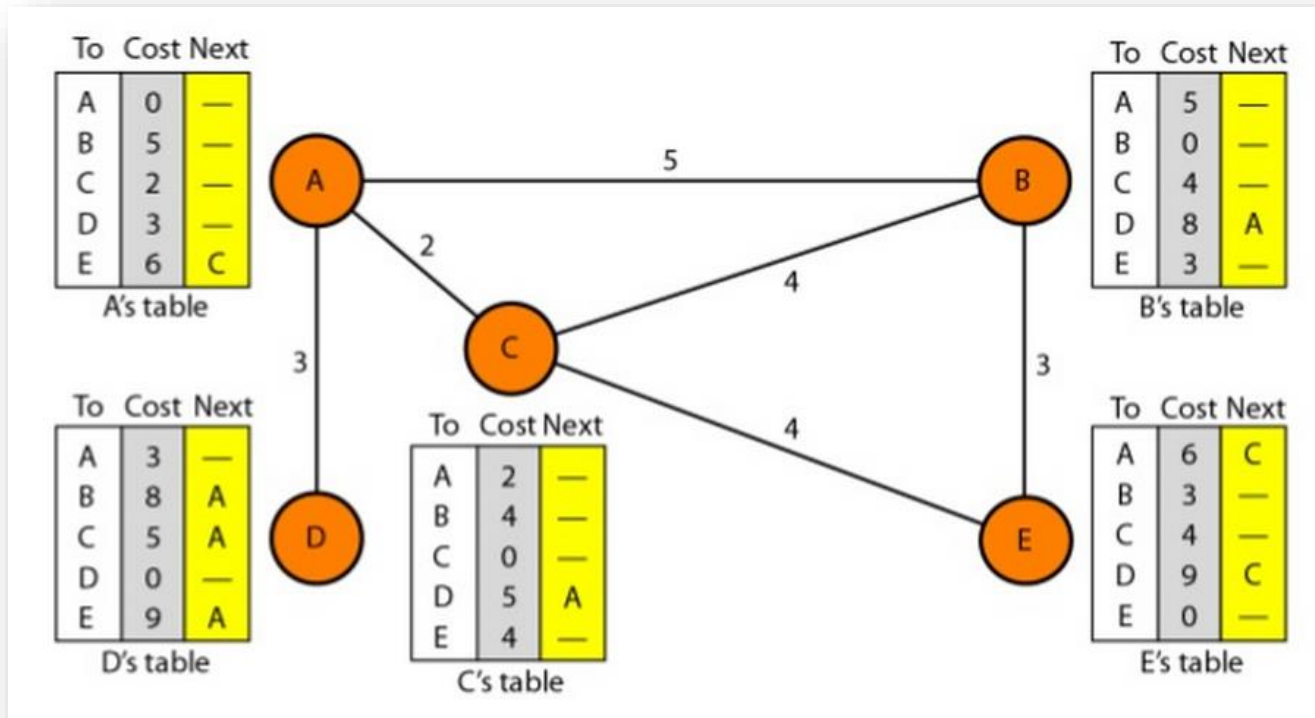 To Cost Next
A 0 —
B 5 —
C 2 —
D 3 —
E 6 C
A's table
To Cost Next
A 5 —
B 0 —
C 4 —
D 8 A
E 3 —
B's table
A
5
B
2
4
C
3
4
3
D
E
To Cost Next
A 3 —
B 8 A
C 5 A
D 0 —
E 9 A
D's table
To Cost Next
A 2 —
B 4 —
C 0 —
D 5 A
E 4 —
C's table
To Cost Next
A 6 C
B 3 —
C 4 —
D 9 C
E 0 —
E's table